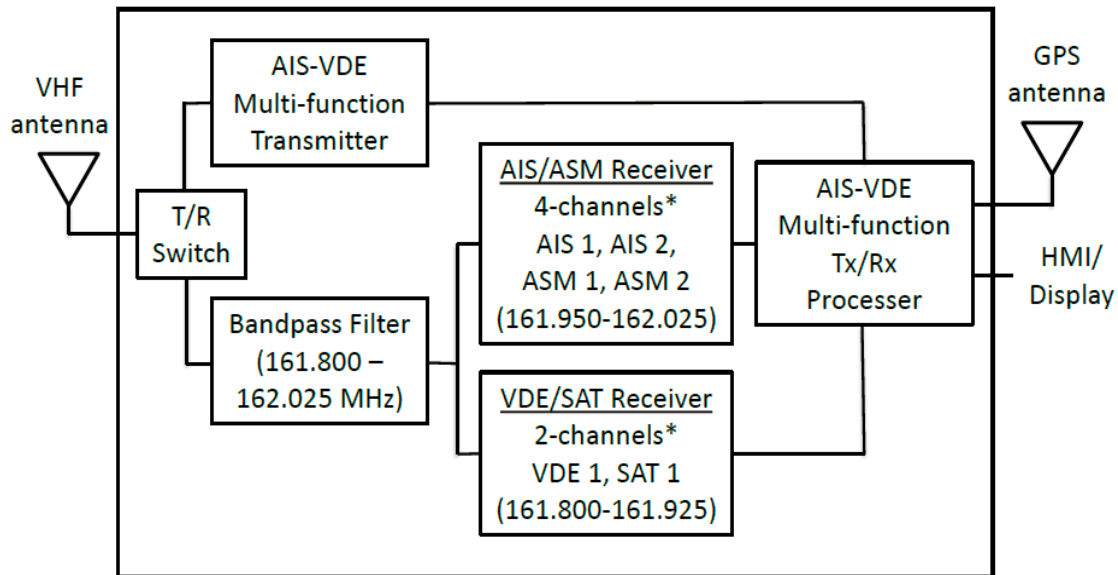 VHF
antenna
T/R
Switch
AIS-VDE
Multi-function
Transmitter
Bandpass Filter
(161.800 –
162.025 MHz)
AIS/ASM Receiver
4-channels*
AIS 1, AIS 2,
ASM 1, ASM 2
(161.950-162.025)
VDE/SAT Receiver
2-channels*
VDE 1, SAT 1
(161.800-161.925)
AIS-VDE
Multi-function
Tx/Rx
Processer
GPS
antenna
HMI/
Display